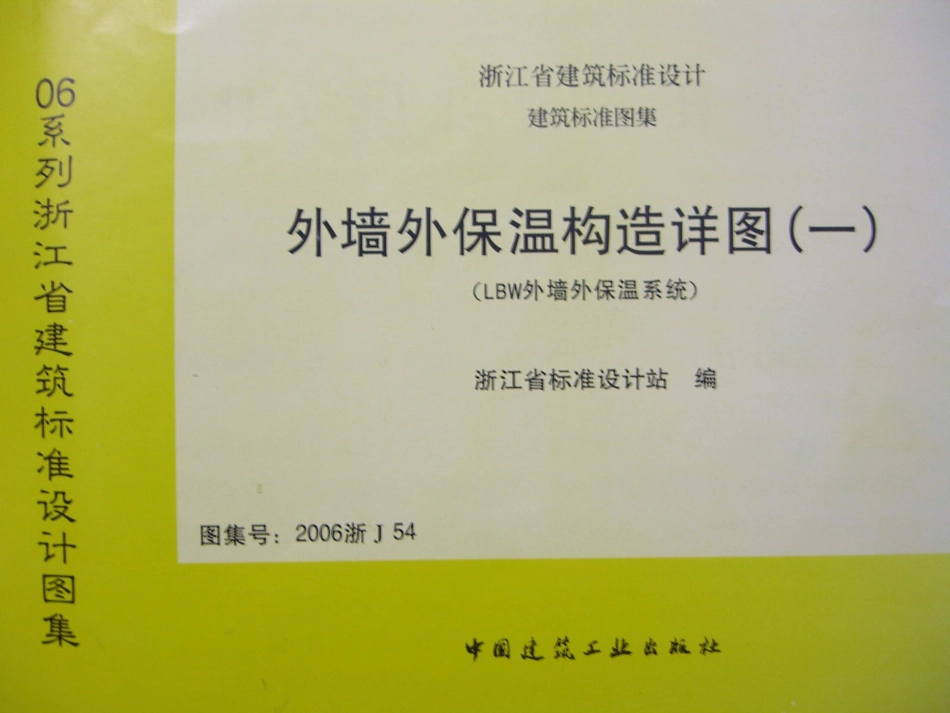 06系列浙江省建筑标准设计图集
浙江省建筑标准设计
建筑标准图集
外墙外保温构造详图(一)
(LBW外墙外保温系统)
浙江省标准设计站 编
图集号: 2006浙J54
中国建筑工业出版社